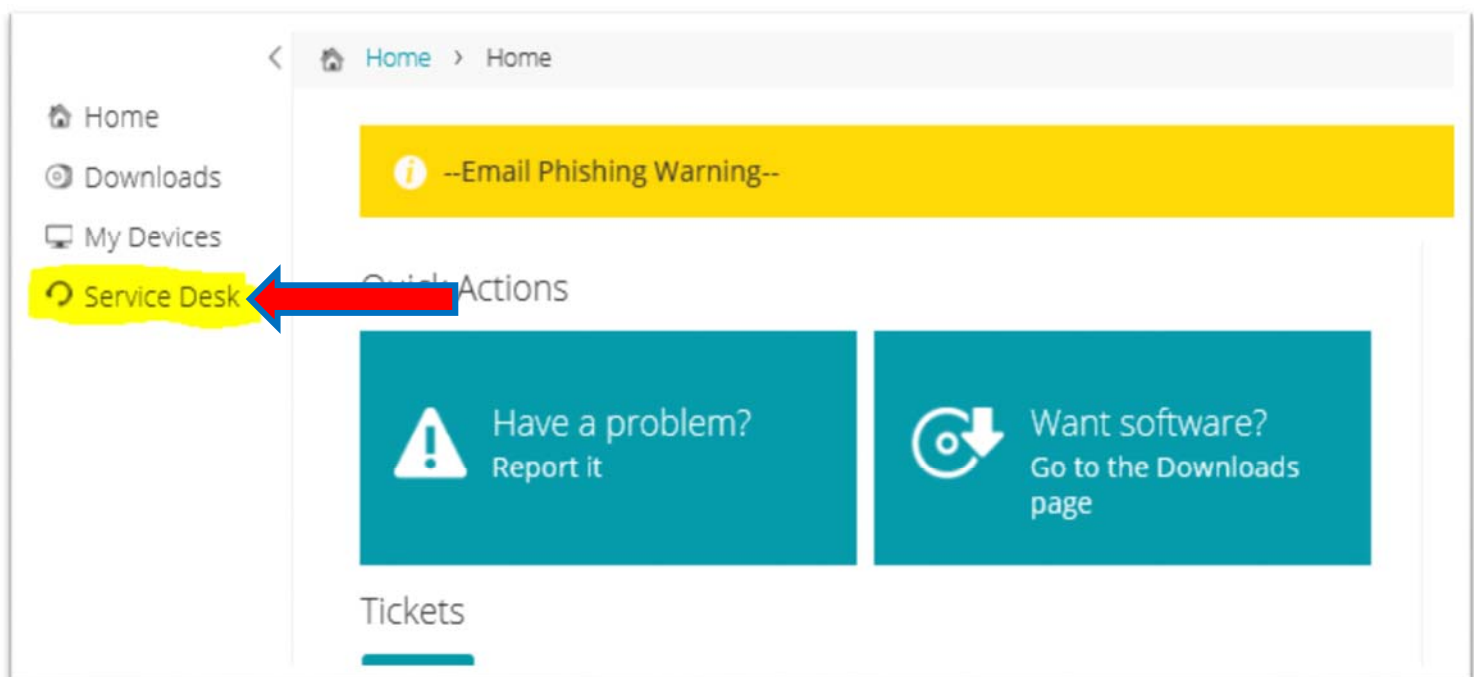 Home > Home
Home
Downloads
My Devices
Service Desk
--Email Phishing Warning--
Quick Actions
Have a problem?
Report it
Want software?
Go to the Downloads
page
Tickets